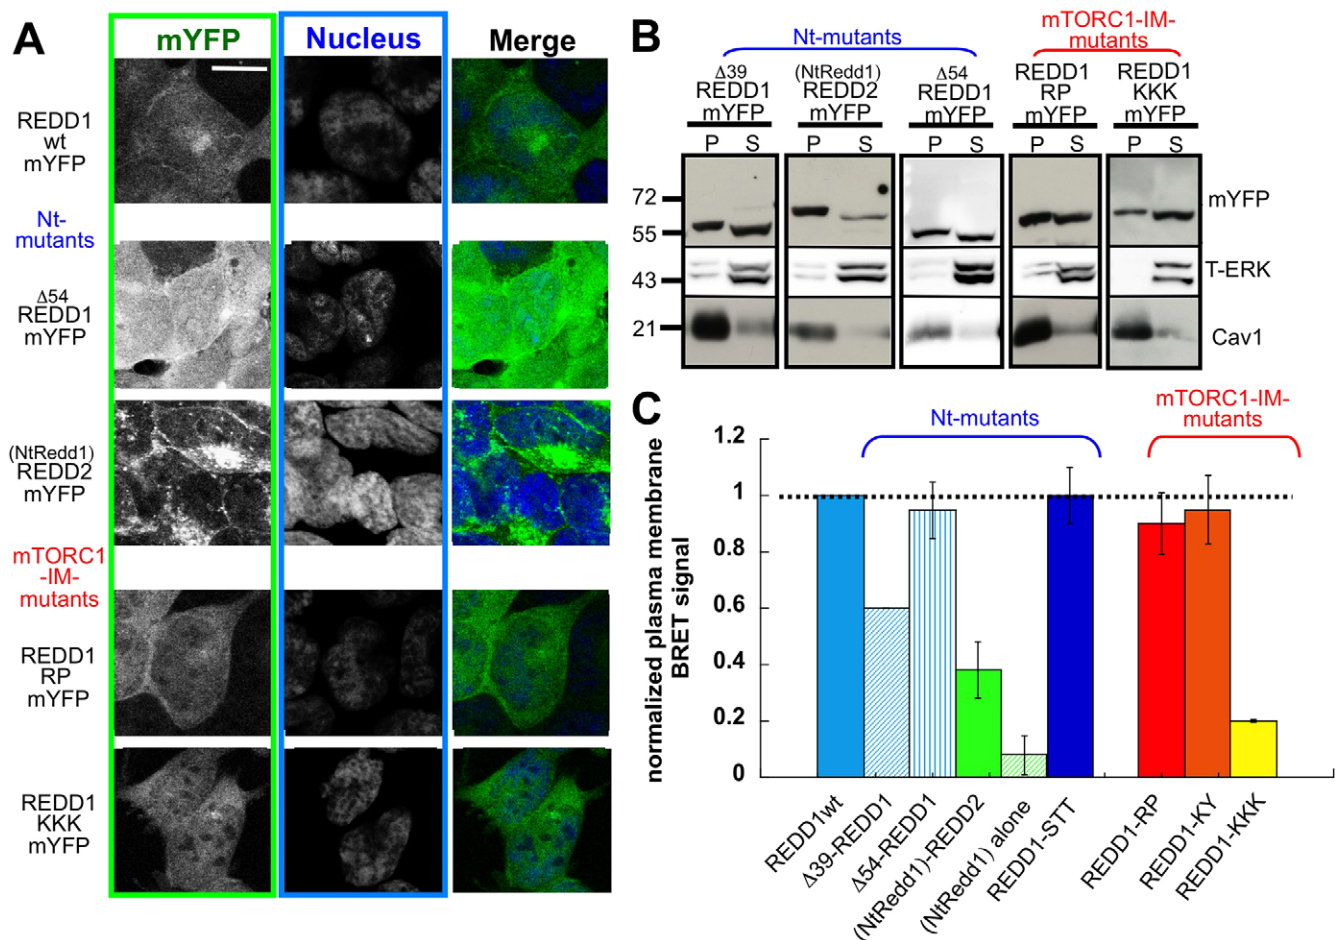 A
mYFP
Nucleus
Merge
REDD1
wt
mYFP
Nt-
mutants
Δ54
REDD1
mYFP
(NtRedd1)
REDD2
mYFP
mTORC1
-IM-
mutants
REDD1
RP
mYFP
REDD1
KKK
mYFP
B
Nt-mutants
mTORC1-IM-
mutants
Δ39
REDD1
mYFP
(NtRedd1)
REDD2
mYFP
Δ54
REDD1
mYFP
REDD1
RP
mYFP
REDD1
KKK
mYFP
P S P S P S P S P S
72
55
43
21
mYFP
T-ERK
Cav1
C
Nt-mutants
mTORC1-IM-
mutants
normalized plasma membrane
BRET signal
1.2
1
0.8
0.6
0.4
0.2
0
REDD1wt
Δ39-REDD1
Δ54-REDD1
(NtRedd1)-REDD2
(NtRedd1) alone
REDD1-STT
REDD1-RP
REDD1-KY
REDD1-KKK